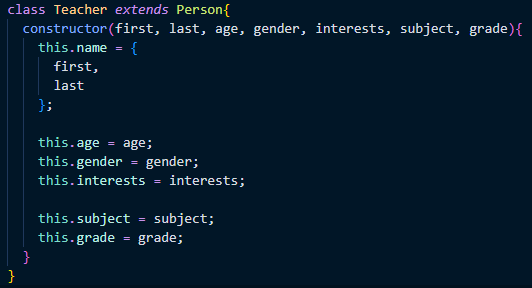 class Teacher extends Person{
  constructor(first, last, age, gender, interests, subject, grade){
    this.name = {
      first,
      last
    };

    this.age = age;
    this.gender = gender;
    this.interests = interests;

    this.subject = subject;
    this.grade = grade;
  }
}